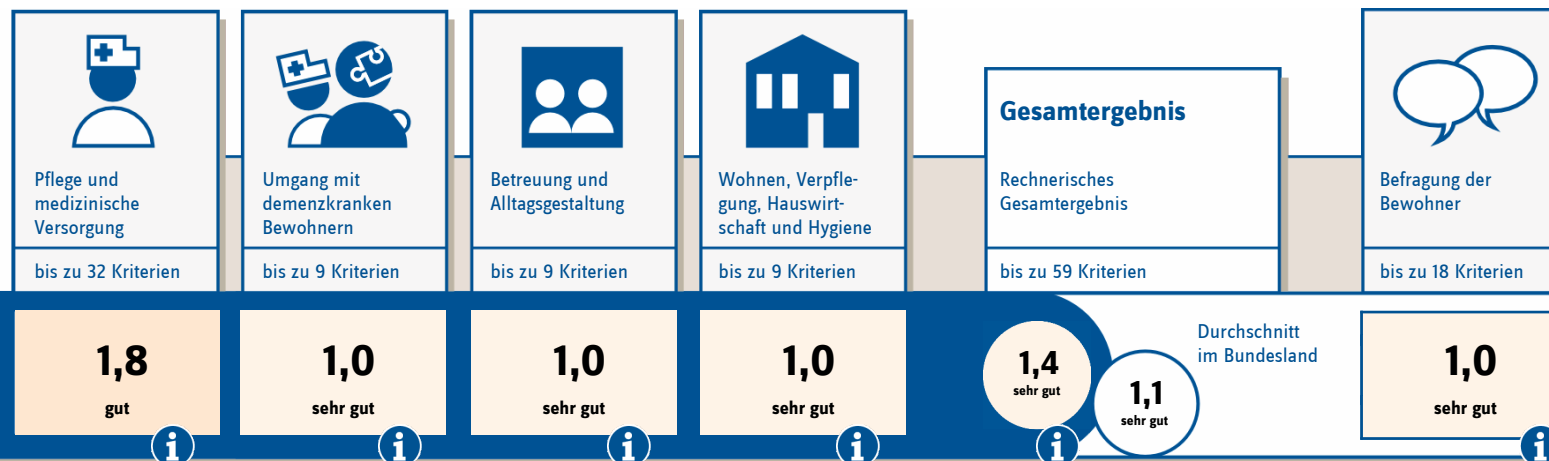 Pflege und
medizinische
Versorgung
bis zu 32 Kriterien
1,8
gut
i
Umgang mit
demenzkranken
Bewohnern
bis zu 9 Kriterien
1,0
sehr gut
i
Betreuung und
Alltagsgestaltung
bis zu 9 Kriterien
1,0
sehr gut
i
Wohnen, Verpfle-
gung, Hauswirt-
schaft und Hygiene
bis zu 9 Kriterien
1,0
sehr gut
i
Gesamtergebnis
Rechnerisches
Gesamtergebnis
bis zu 59 Kriterien
1,4
sehr gut
i
1,1
sehr gut
Durchschnitt
im Bundesland
Befragung der
Bewohner
bis zu 18 Kriterien
1,0
sehr gut
i